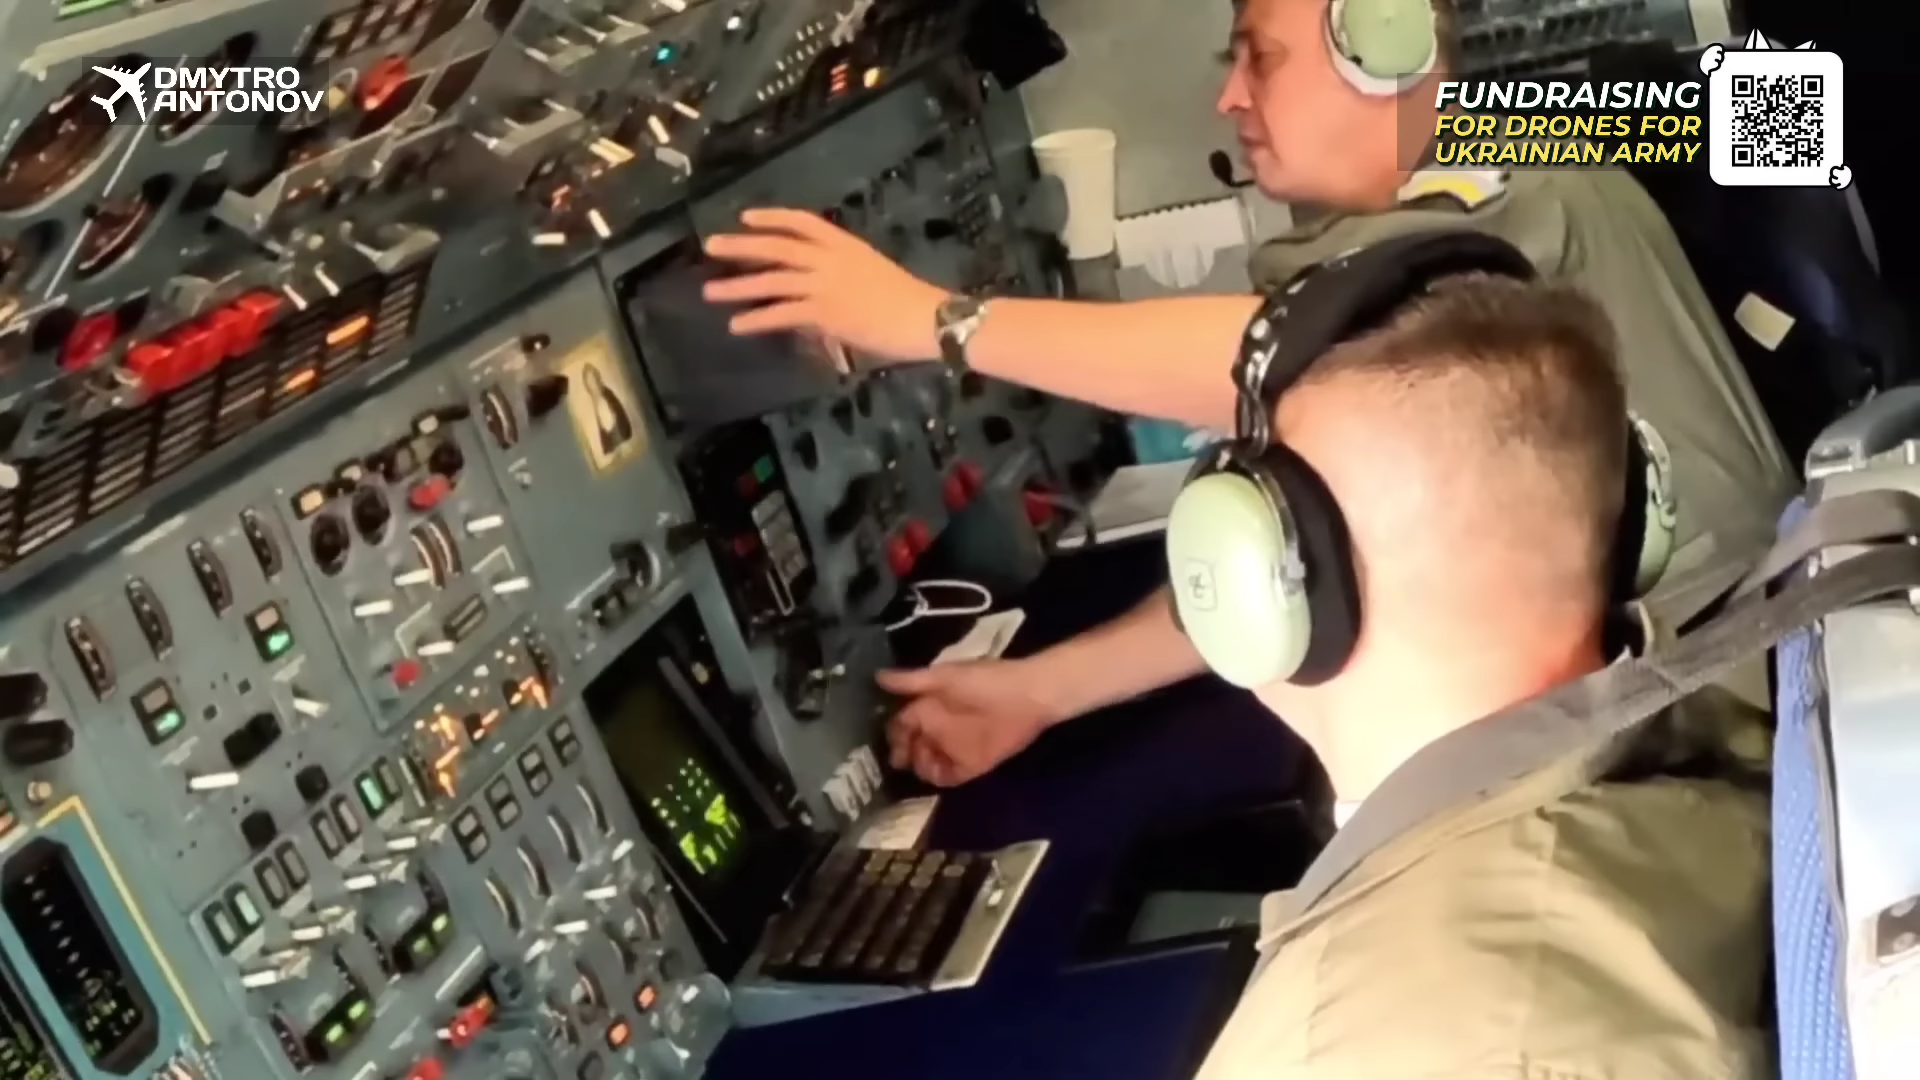 DMYTRO
ANTONOV
FUNDRAISING
FOR DRONES FOR
UKRAINIAN ARMY